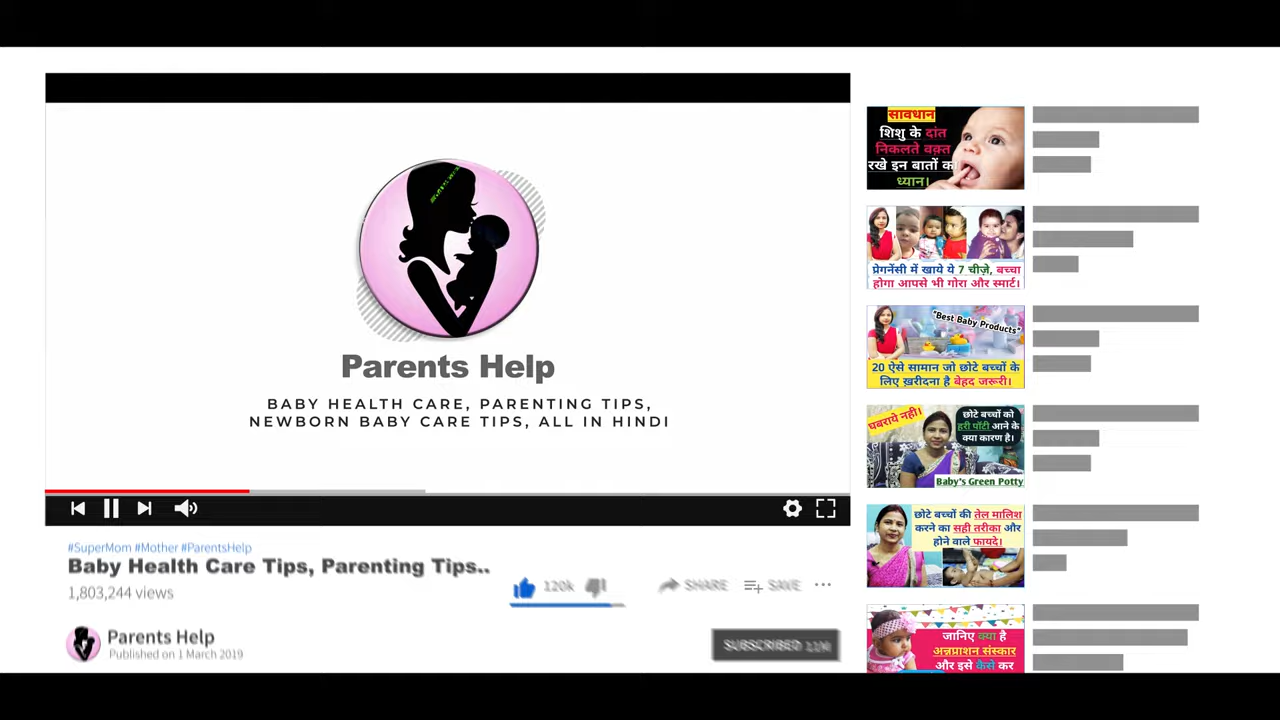 Parents Help
BABY HEALTH CARE, PARENTING TIPS,
NEWBORN BABY CARE TIPS, ALL IN HINDI
#SuperMom #Mother #ParentsHelp
Baby Health Care Tips, Parenting Tips..
1,803,244 views
120k
SHARE
SAVE
Parents Help
Published on 1 March 2019
SUBSCRIBED
सावधान
शिशु के दांत
निकलते वक़्त
रखे इन बातों का
ध्यान।
प्रेगनेंसी में खाये ये 7 चीज़े, बच्चा
होगा आपसे भी गोरा और स्मार्ट।
"Best Baby Products"
20 ऐसे सामान जो छोटे बच्चों के
लिए ख़रीदना है बेहद जरूरी।
घबराये नही।
छोटे बच्चों को
हरी पॉटी आने के
क्या कारण है।
Baby's Green Potty
छोटे बच्चों की तेल मालिश
करने का सही तरीका और
होने वाले फायदे।
जानिए क्या है
अन्नप्राशन संस्कार
और इसे कैसे कर